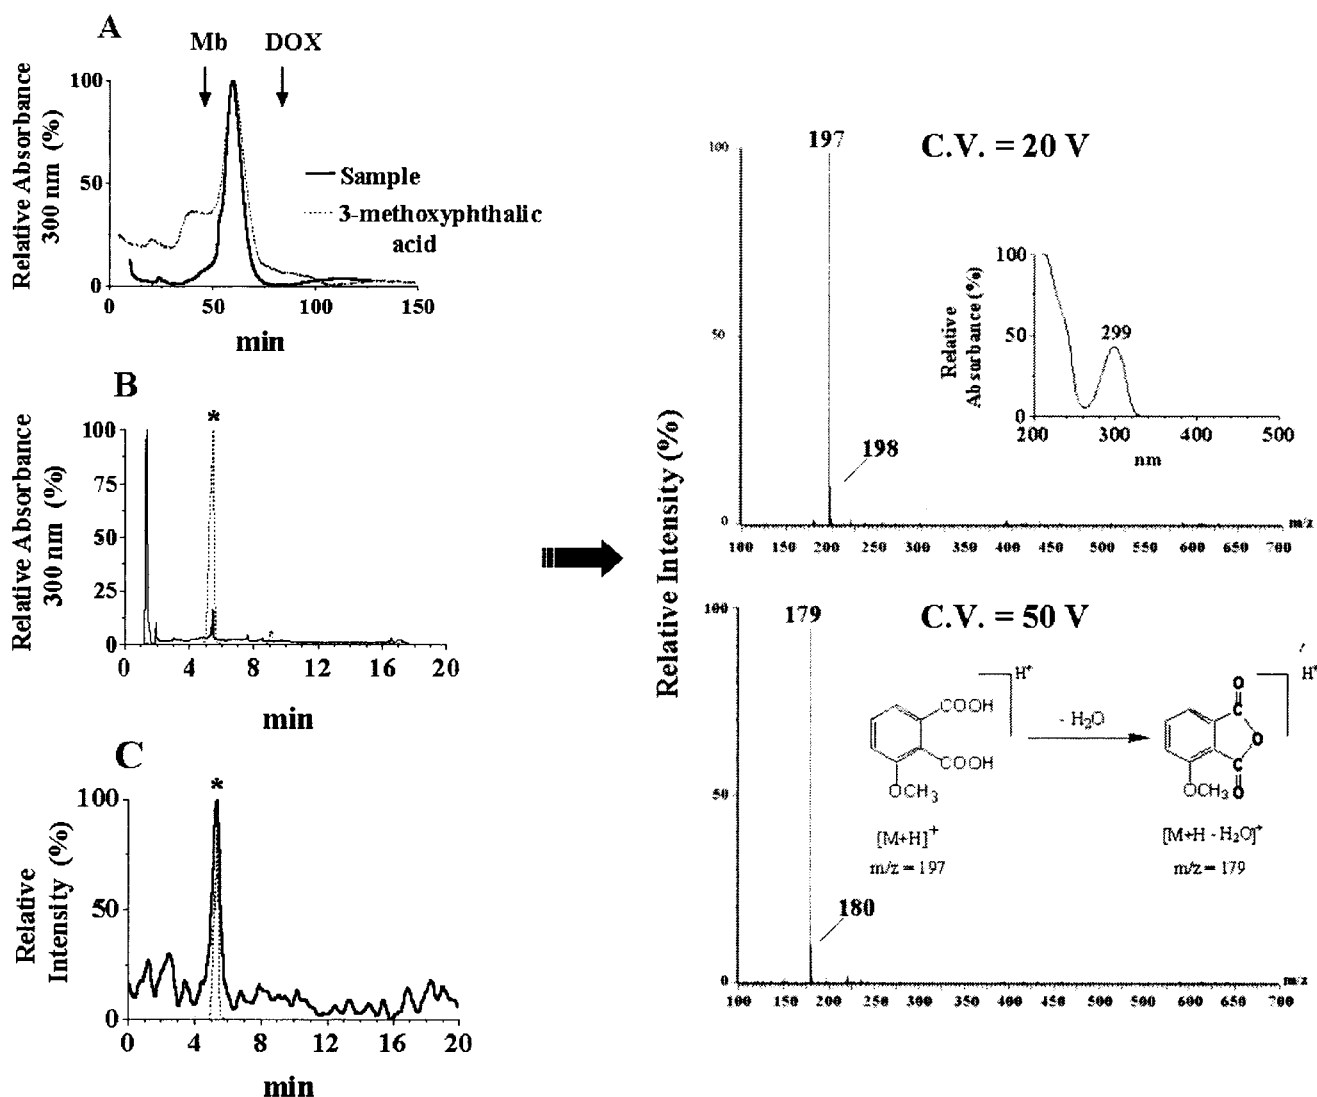 A
Mb
DOX
Relative Absorbance
300 nm (%)
100
50
0
0
50
100
150
min
Sample
3-methoxyphthalic
acid
B
*
Relative Absorbance
300 nm (%)
100
75
50
25
0
0
4
8
12
16
20
min
C
*
Relative
Intensity (%)
100
50
0
0
4
8
12
16
20
min
Relative Intensity (%)
C.V. = 20 V
197
198
100
50
0
100
150
200
250
300
350
400
450
500
550
600
650
700
m/z
Relative
Absorbance (%)
100
50
0
299
200
300
400
500
nm
C.V. = 50 V
179
180
100
50
0
COOH
COOH
OCH3
H+
[M+H]+
m/z = 197
- H2O
C
O
O
C
O
OCH3
H+
[M+H - H2O]+
m/z = 179
100
150
200
250
300
350
400
450
500
550
600
650
700
m/z